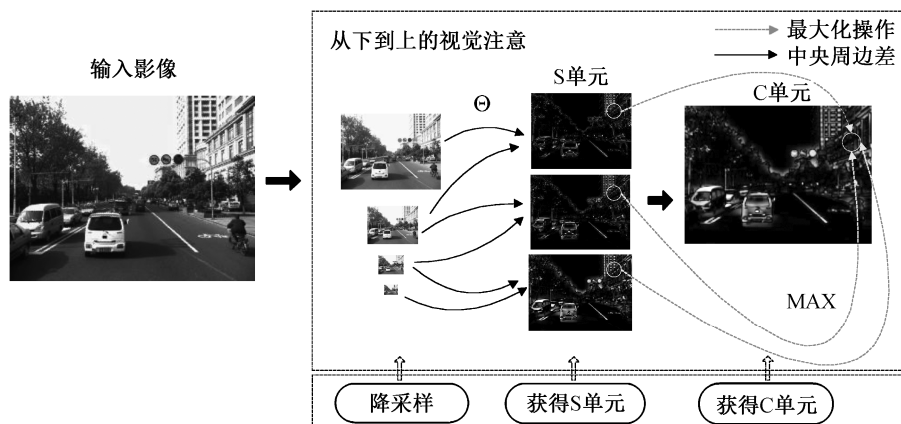 输入影像
从下到上的视觉注意
最大化操作
中央周边差
S单元
C单元
Θ
MAX
降采样
获得S单元
获得C单元